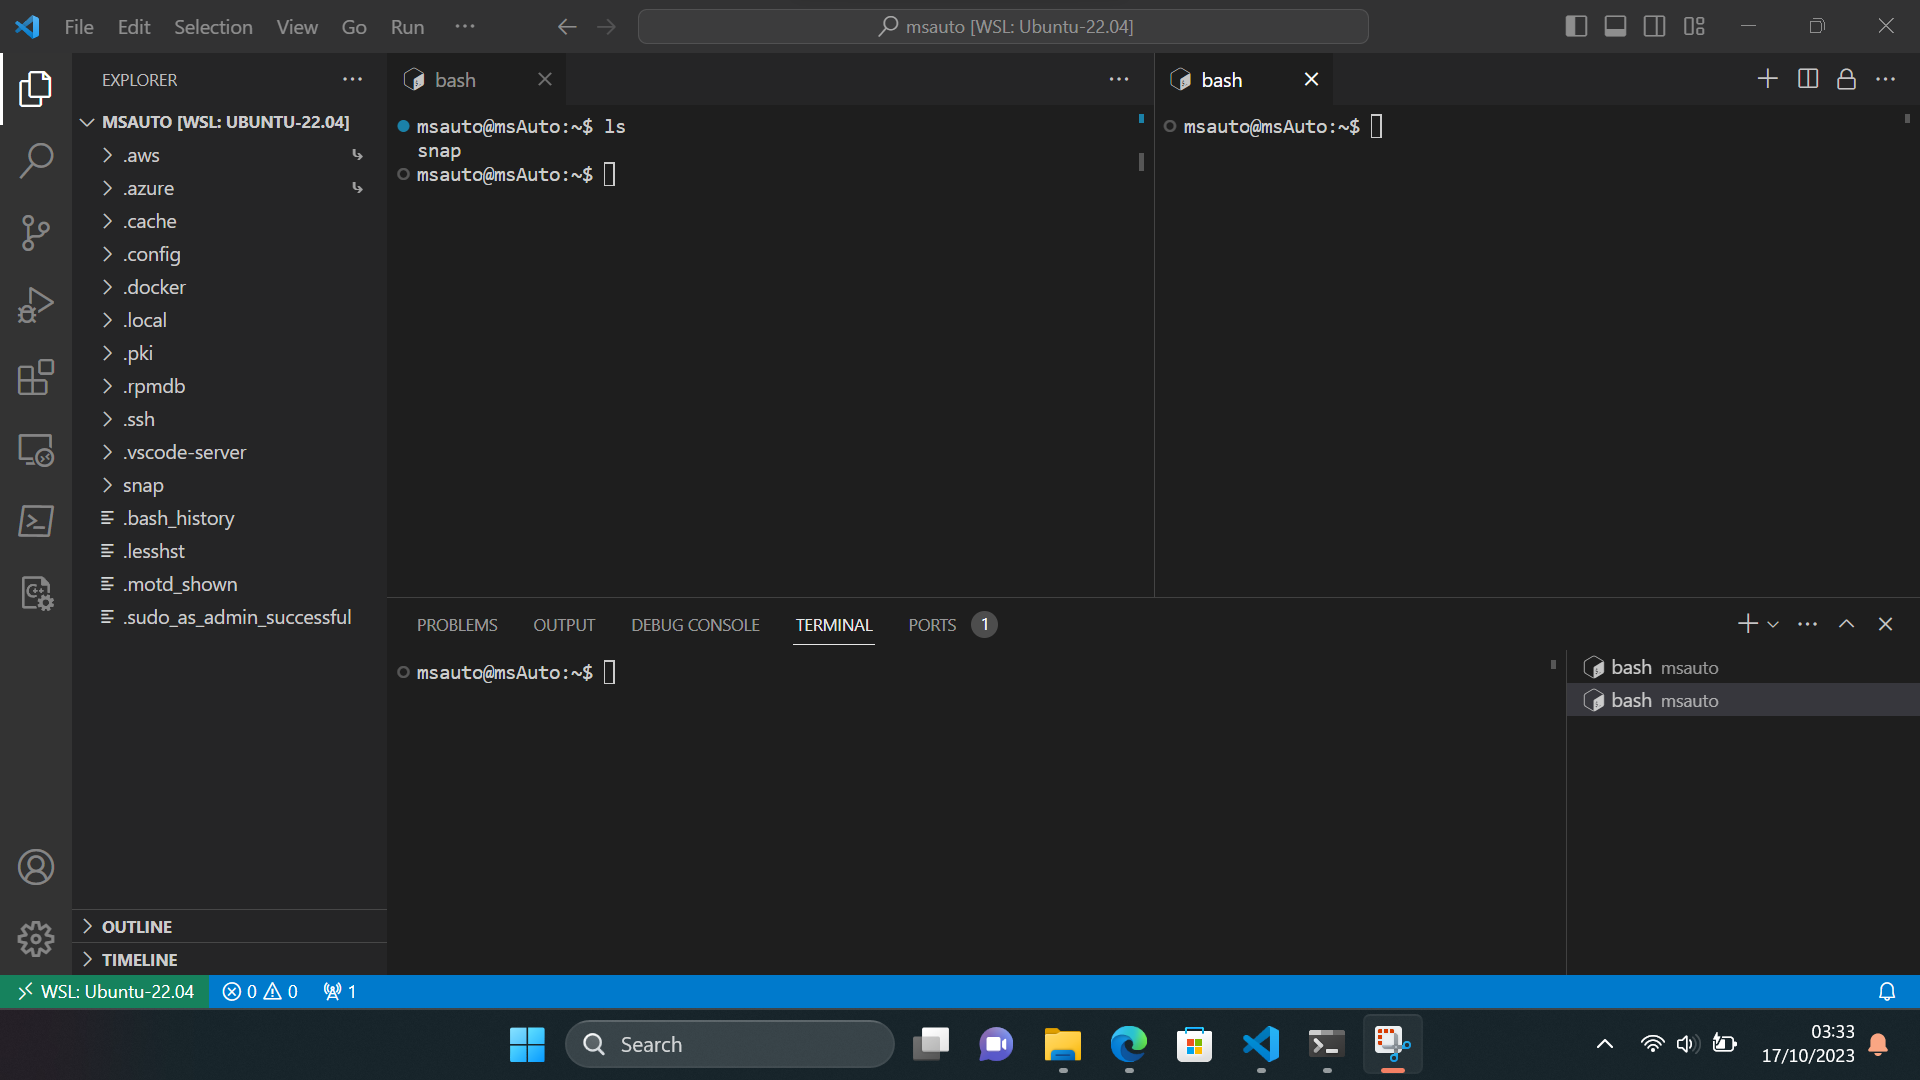 File Edit Selection View Go Run ...
msauto [WSL: Ubuntu-22.04]
EXPLORER
MSAUTO [WSL: UBUNTU-22.04]
.aws
.azure
.cache
.config
.docker
.local
.pki
.rpmdb
.ssh
.vscode-server
snap
.bash_history
.lesshst
.motd_shown
.sudo_as_admin_successful
OUTLINE
TIMELINE
bash
msauto@msAuto:~$ ls
snap
msauto@msAuto:~$
bash
msauto@msAuto:~$
PROBLEMS OUTPUT DEBUG CONSOLE TERMINAL PORTS 1
msauto@msAuto:~$
bash msauto
bash msauto
WSL: Ubuntu-22.04 0 0 1
Search
03:33
17/10/2023